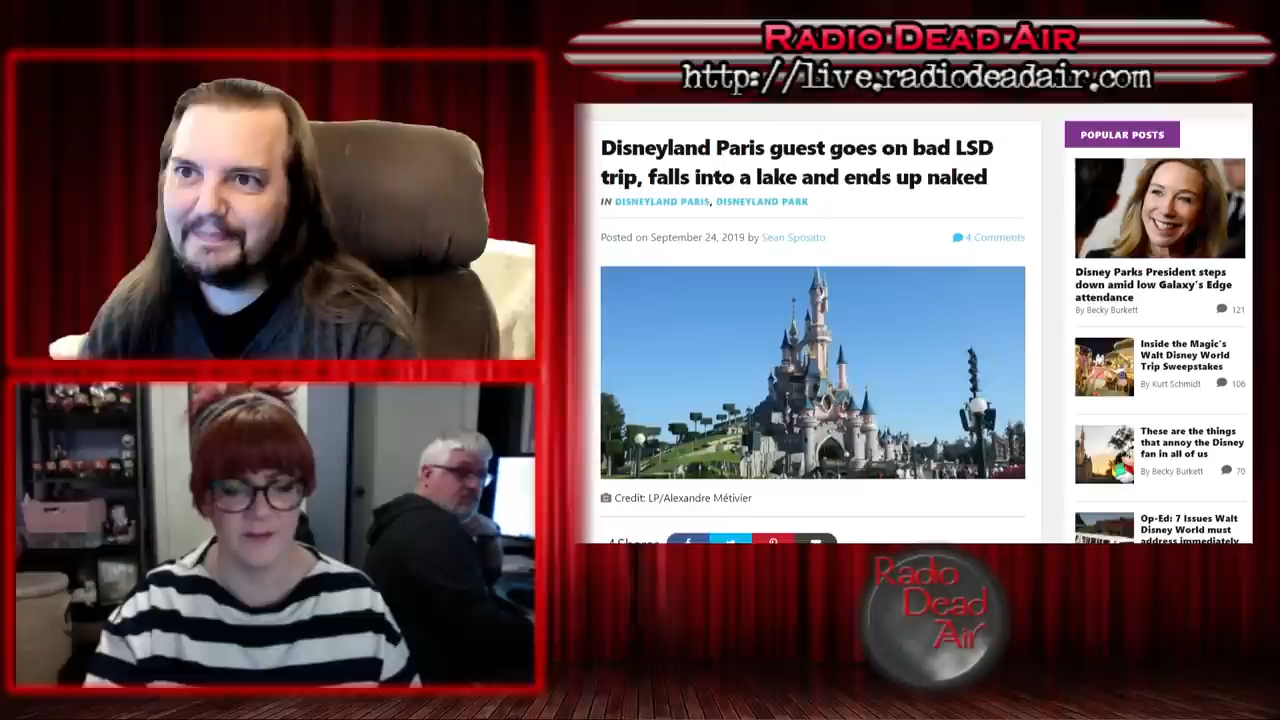 RADIO DEAD AIR
http://live.radiodeadair.com
Disneyland Paris guest goes on bad LSD
trip, falls into a lake and ends up naked
IN DISNEYLAND PARIS, DISNEYLAND PARK
Posted on September 24, 2019 by Sean Sposato
4 Comments
Credit: LP/Alexandre Métivier
4 Shares
POPULAR POSTS
Disney Parks President steps
down amid low Galaxy's Edge
attendance
By Becky Burkett
121
Inside the Magic's
Walt Disney World
Trip Sweepstakes
By Kurt Schmidt
106
These are the things
that annoy the Disney
fan in all of us
By Becky Burkett
70
Op-Ed: 7 Issues Walt
Disney World must
address immediately
Radio
Dead
Air